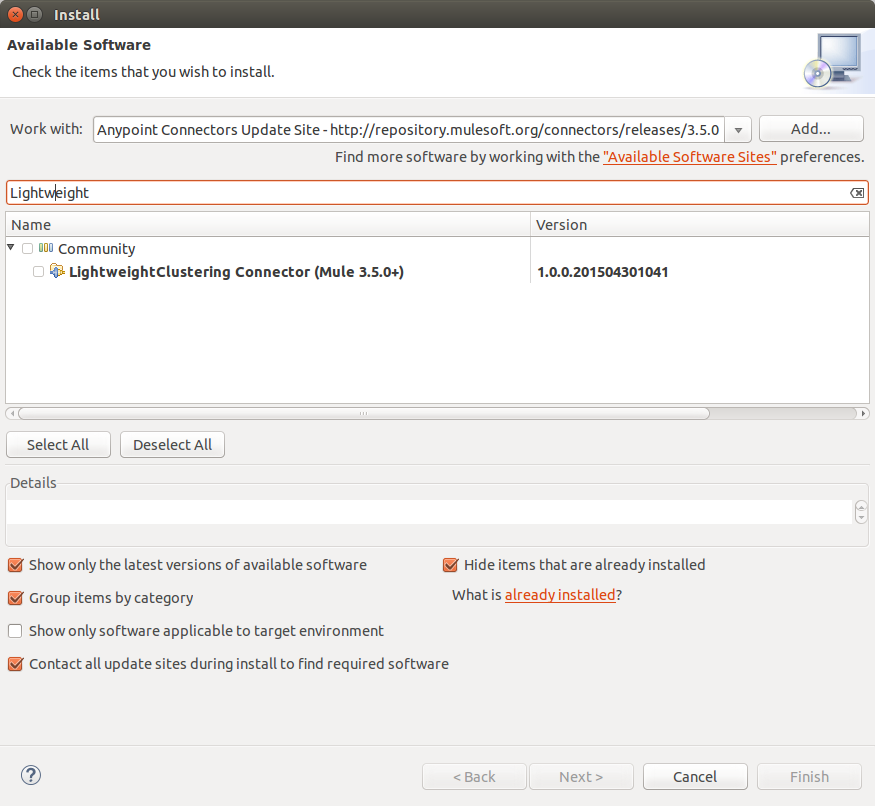 Install
Available Software
Check the items that you wish to install.
Work with: Anypoint Connectors Update Site - http://repository.mulesoft.org/connectors/releases/3.5.0 Add...
Find more software by working with the "Available Software Sites" preferences.
Lightweight
Name Version
Community
LightweightClustering Connector (Mule 3.5.0+) 1.0.0.201504301041
Select All Deselect All
Details
Show only the latest versions of available software Hide items that are already installed
Group items by category What is already installed?
Show only software applicable to target environment
Contact all update sites during install to find required software
? < Back Next > Cancel Finish